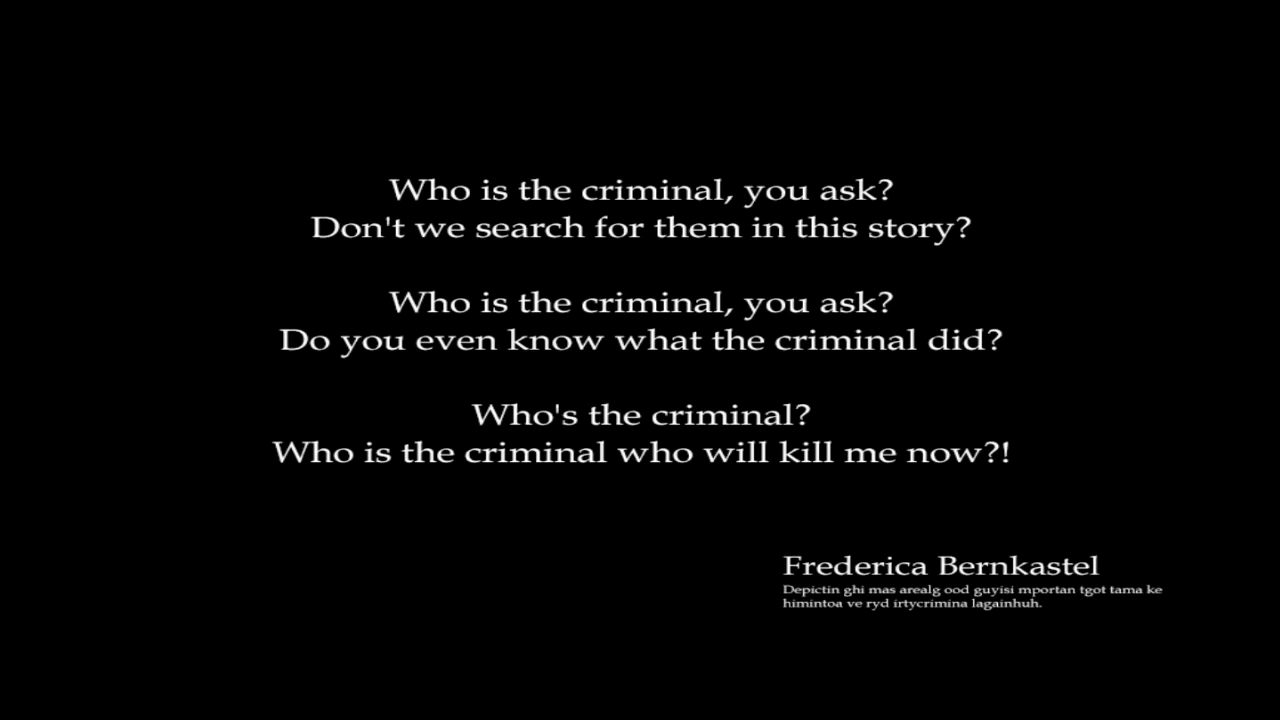 Who is the criminal, you ask?
Don't we search for them in this story?
Who is the criminal, you ask?
Do you even know what the criminal did?
Who's the criminal?
Who is the criminal who will kill me now?!
Frederica Bernkastel
Depictin ghi mas arealg ood guyisi mportan tgot tama ke
himintoa ve ryd irtycrimina lagainhuh.